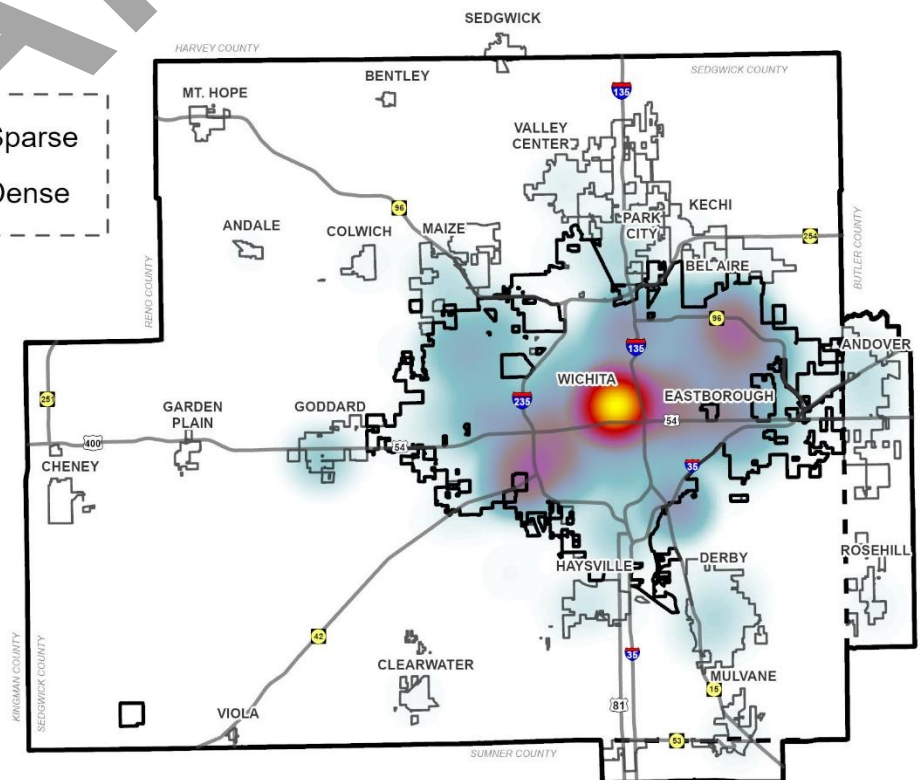 SEDGWICK
HARVEY COUNTY
SEDGWICK COUNTY
BENTLEY
MT. HOPE
135
Sparse
Dense
VALLEY
CENTER
96
KECHI
PARK
CITY
ANDALE
COLWICH
MAIZE
254
BEL AIRE
RENO COUNTY
BUTLER COUNTY
96
135
ANDOVER
WICHITA
EASTBOROUGH
251
235
GARDEN
PLAIN
GODDARD
54
400
54
CHENEY
35
HAYSVILLE
DERBY
ROSEHILL
42
35
KINGMAN COUNTY
SEDGWICK COUNTY
CLEARWATER
MULVANE
15
81
VIOLA
53
SUMNER COUNTY